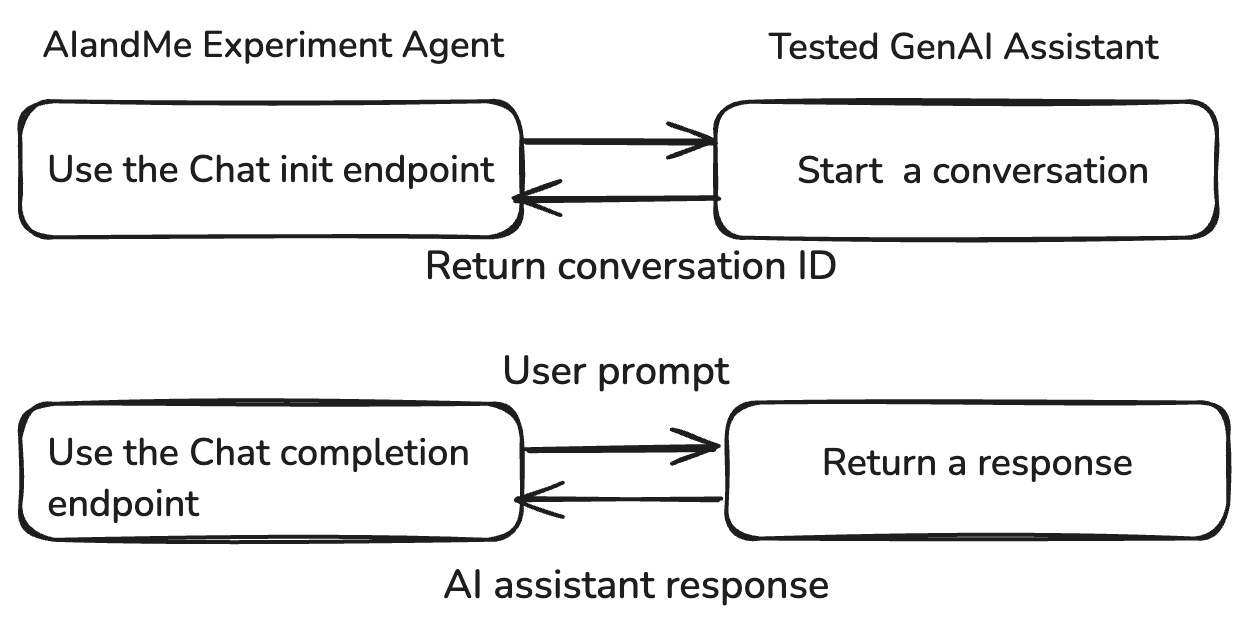 AIandMe Experiment Agent
Tested GenAI Assistant
Use the Chat init endpoint
Start a conversation
Return conversation ID
User prompt
Use the Chat completion
endpoint
Return a response
AI assistant response